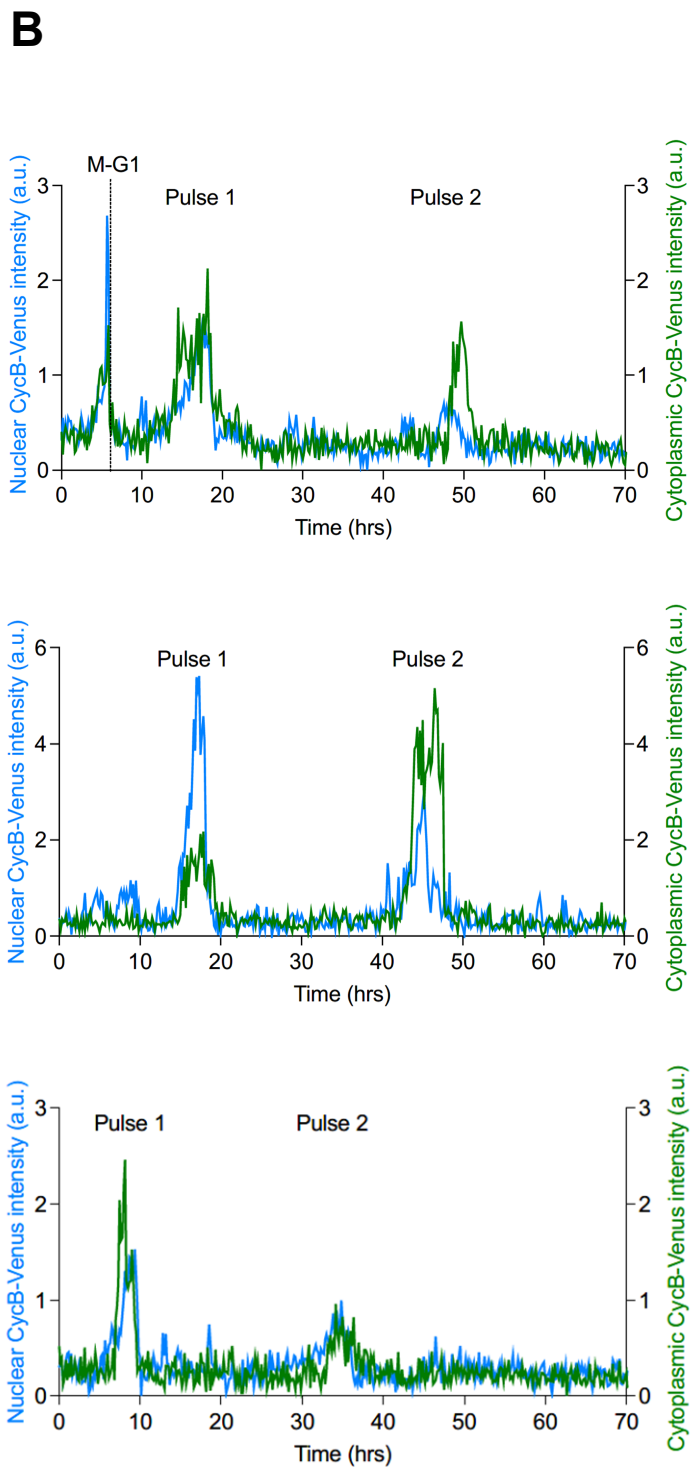 B
M-G1
Pulse 1 Pulse 2
Nuclear CycB-Venus intensity (a.u.)
3
2
1
0
3
2
1
0
Cytoplasmic CycB-Venus intensity (a.u.)
0 10 20 30 40 50 60 70
Time (hrs)
Pulse 1 Pulse 2
Nuclear CycB-Venus intensity (a.u.)
6
4
2
0
6
4
2
0
Cytoplasmic CycB-Venus intensity (a.u.)
0 10 20 30 40 50 60 70
Time (hrs)
Pulse 1 Pulse 2
Nuclear CycB-Venus intensity (a.u.)
3
2
1
0
3
2
1
0
Cytoplasmic CycB-Venus intensity (a.u.)
0 10 20 30 40 50 60 70
Time (hrs)